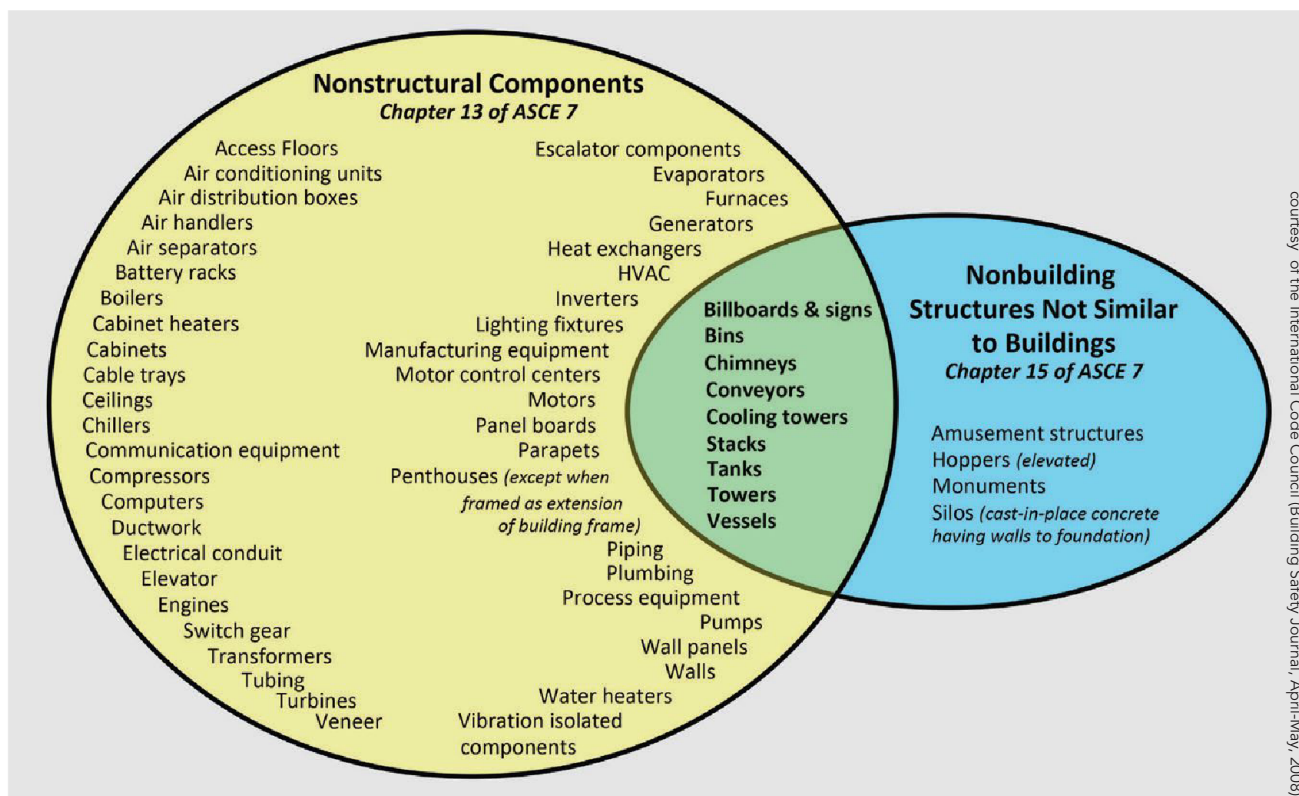 Nonstructural Components
Chapter 13 of ASCE 7
Access Floors
Air conditioning units
Air distribution boxes
Air handlers
Air separators
Battery racks
Boilers
Cabinet heaters
Cabinets
Cable trays
Ceilings
Chillers
Communication equipment
Compressors
Computers
Ductwork
Electrical conduit
Elevator
Engines
Switch gear
Transformers
Tubing
Turbines
Veneer
Escalator components
Evaporators
Furnaces
Generators
Heat exchangers
HVAC
Inverters
Lighting fixtures
Manufacturing equipment
Motor control centers
Motors
Panel boards
Parapets
Penthouses (except when
framed as extension
of building frame)
Piping
Plumbing
Process equipment
Pumps
Wall panels
Walls
Water heaters
Vibration isolated
components
Billboards & signs
Bins
Chimneys
Conveyors
Cooling towers
Stacks
Tanks
Towers
Vessels
Nonbuilding
Structures Not Similar
to Buildings
Chapter 15 of ASCE 7
Amusement structures
Hoppers (elevated)
Monuments
Silos (cast-in-place concrete
having walls to foundation)
courtesy of the International Code Council (Building Safety Journal, April-May, 2008)